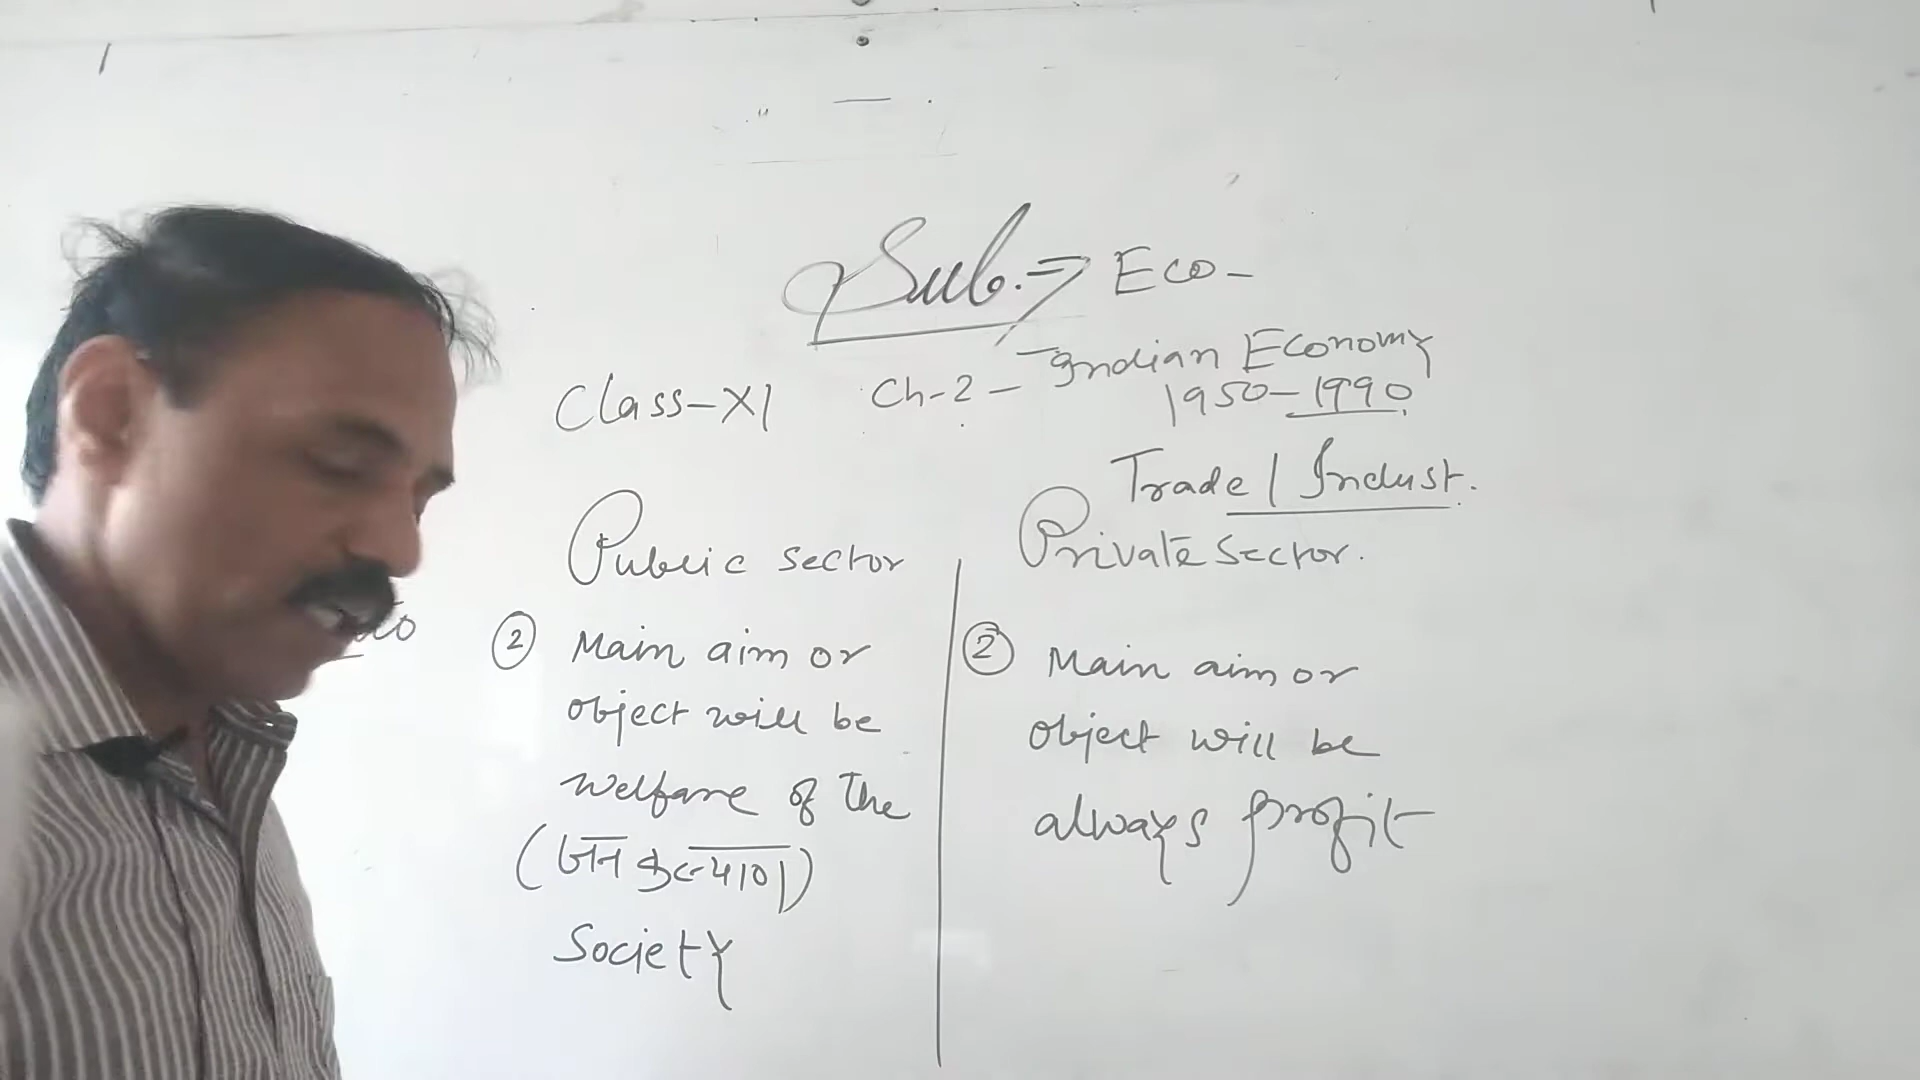 Sub. ⇒ Eco -
Class-XI Ch-2 - Indian Economy
1950-1990
Trade / Indust.
Public sector
② Main aim or
object will be
welfare of the
(जन कल्याण)
Society
Private Sector.
② Main aim or
object will be
always profit